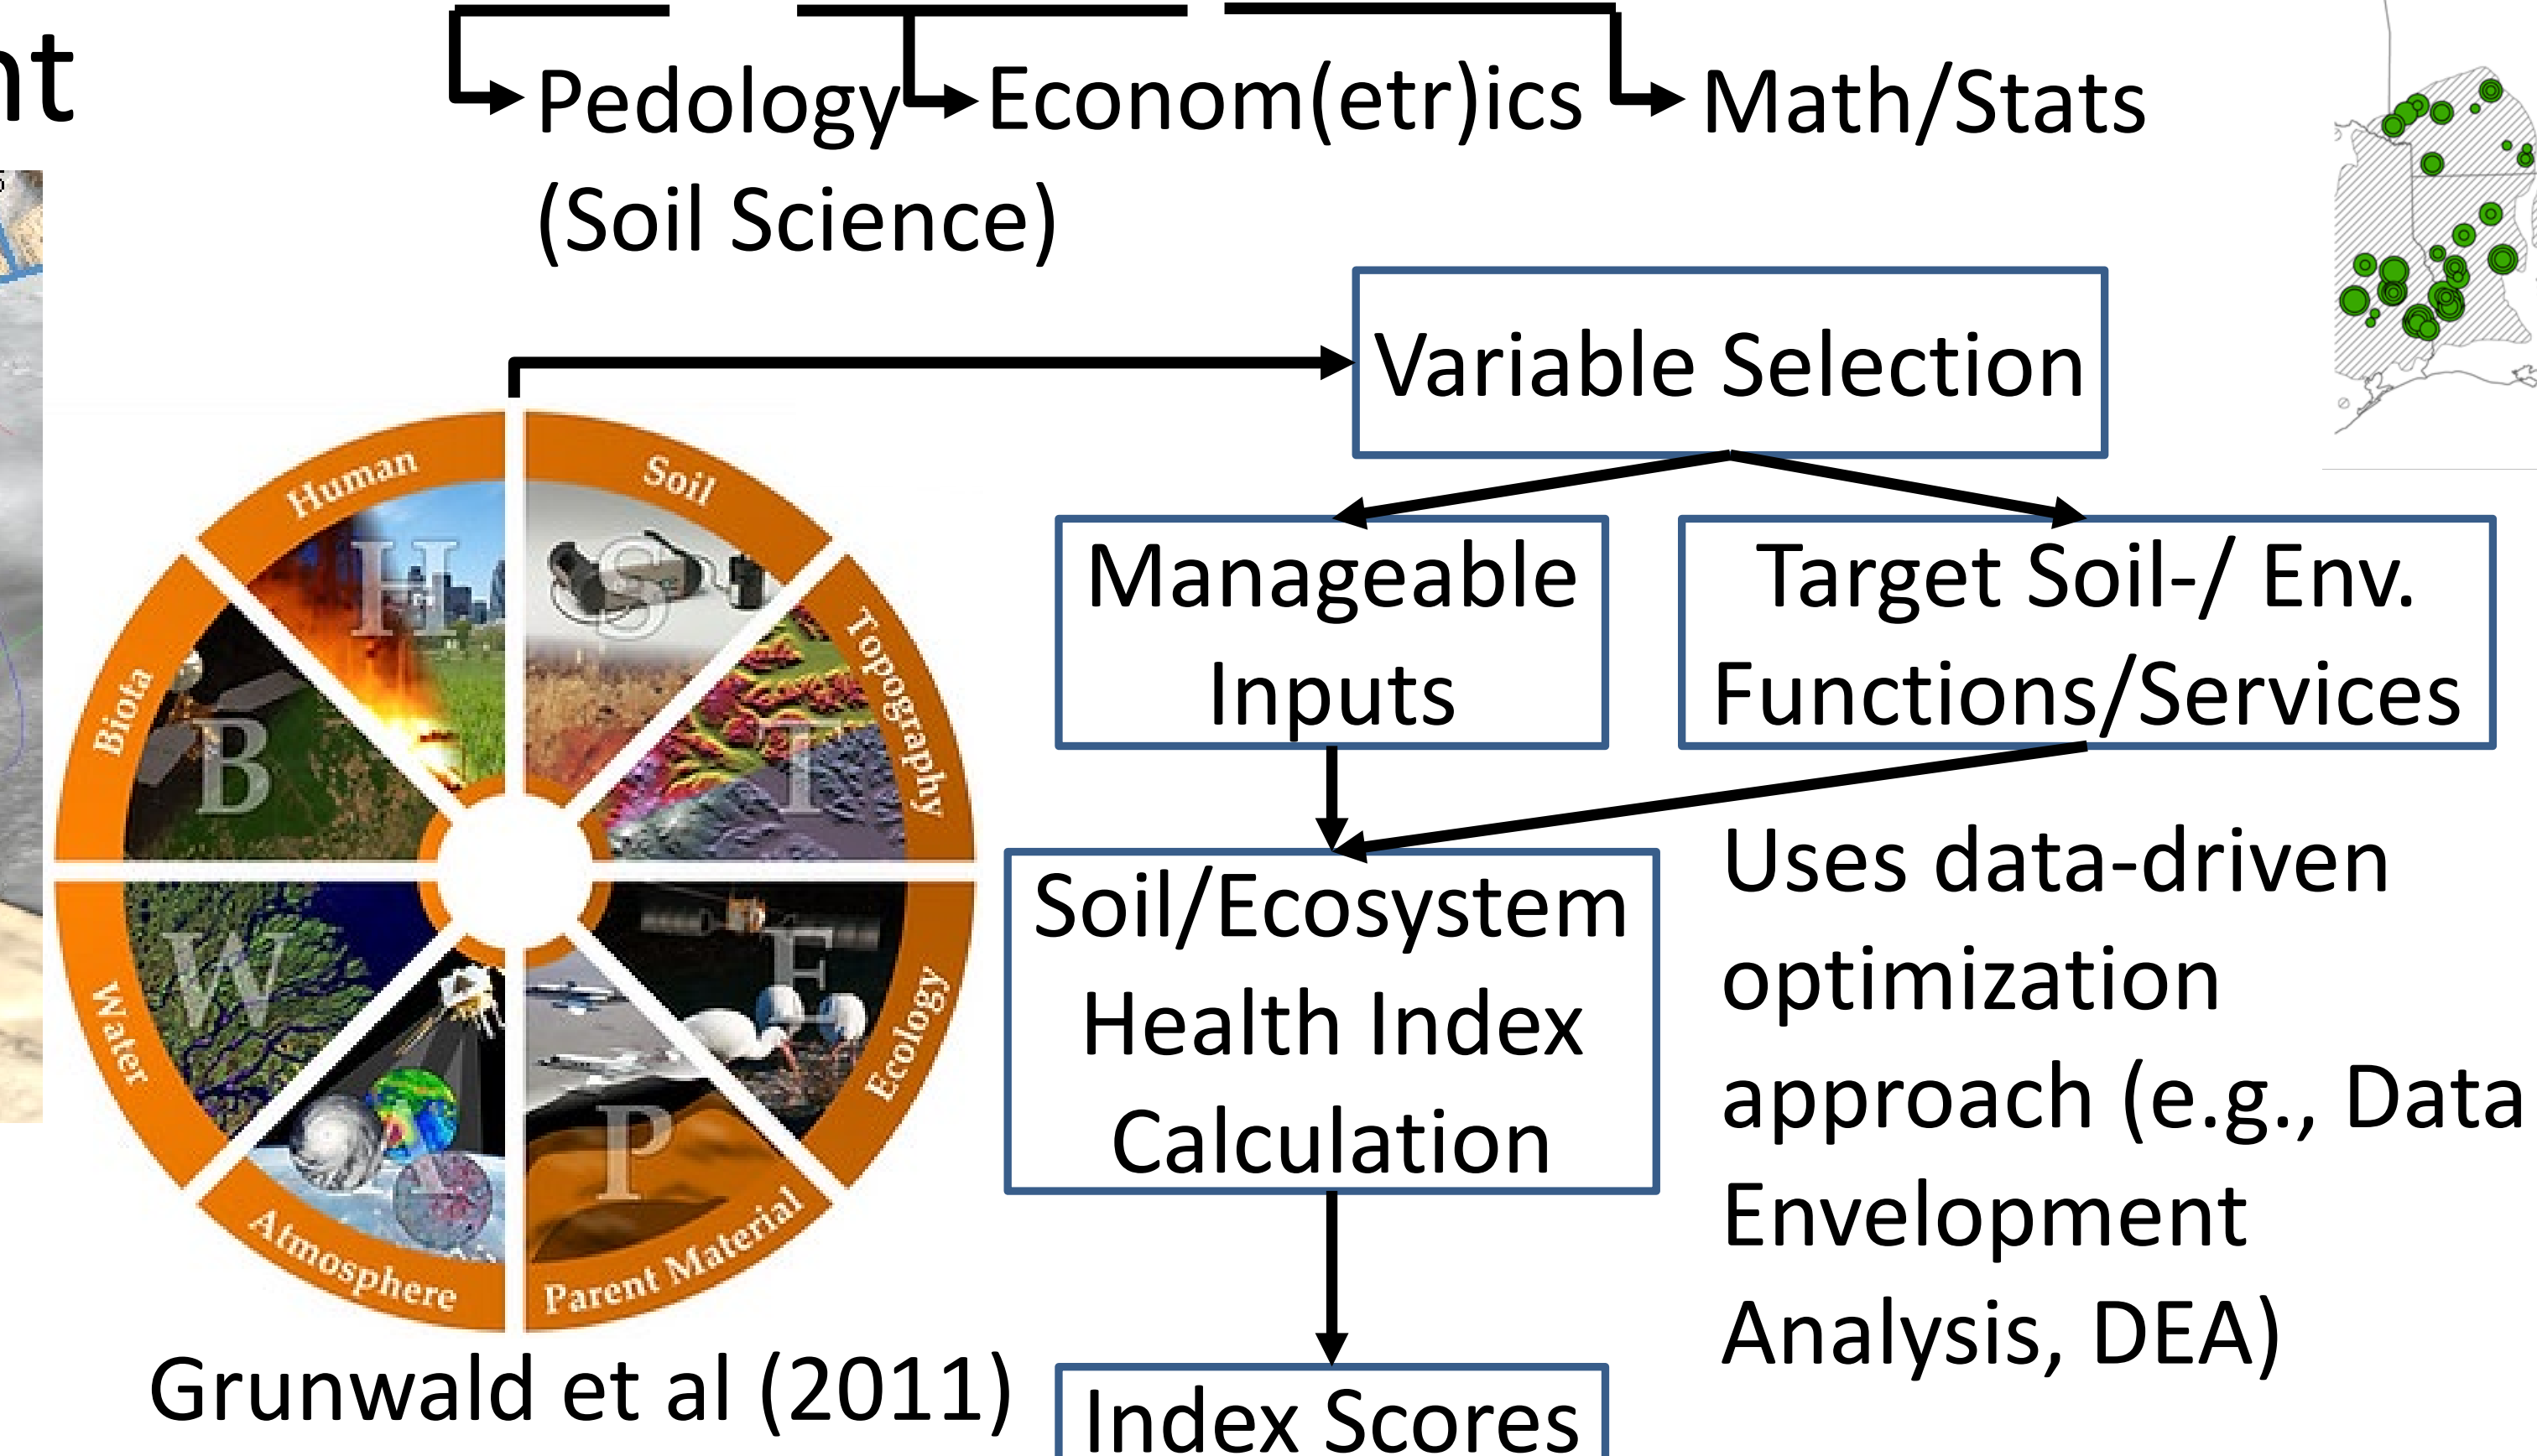 nt
Pedology
(Soil Science)
Econom(etr)ics
Math/Stats
Variable Selection
Manageable
Inputs
Target Soil-/ Env.
Functions/Services
Soil/Ecosystem
Health Index
Calculation
Uses data-driven
optimization
approach (e.g., Data
Envelopment
Analysis, DEA)
Index Scores
Human
H
Soil
S
Topography
T
Ecology
E
Parent Material
P
Atmosphere
A
Water
W
Biota
B
Grunwald et al (2011)